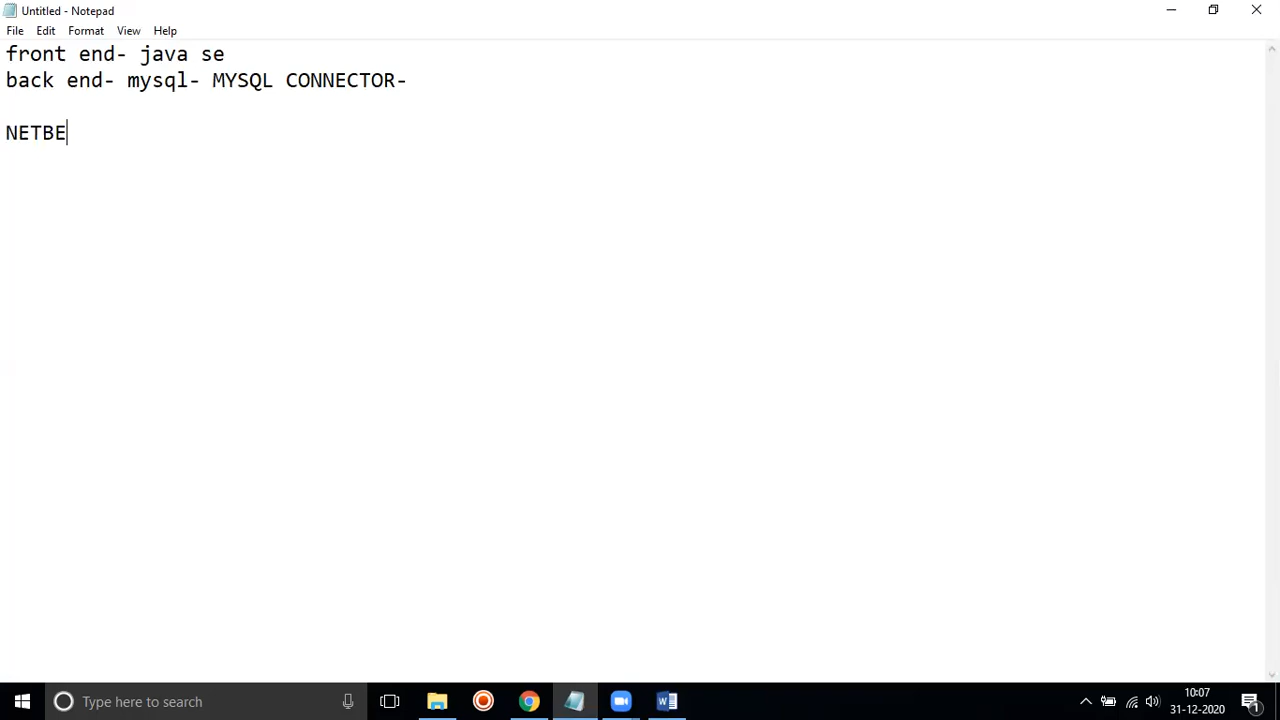 Untitled - Notepad
File Edit Format View Help
front end- java se
back end- mysql- MYSQL CONNECTOR-
NETBE
Type here to search
10:07
31-12-2020
1